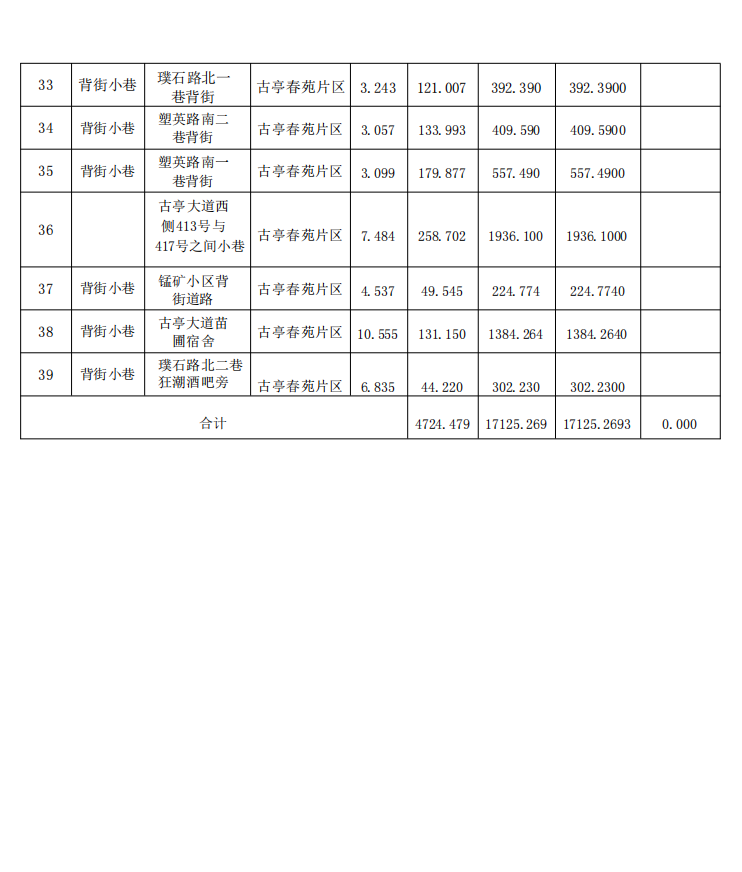 33 背街小巷 璞石路北一 古亭春苑片区 3.243 121.007 392.390 392.3900
巷背街
34 背街小巷 塑英路南二 古亭春苑片区 3.057 133.993 409.590 409.5900
巷背街
35 背街小巷 塑英路南一 古亭春苑片区 3.099 179.877 557.490 557.4900
巷背街
古亭大道西
36 侧413号与 古亭春苑片区 7.484 258.702 1936.100 1936.1000
417号之间小巷
37 背街小巷 锰矿小区背 古亭春苑片区 4.537 49.545 224.774 224.7740
街道路
38 背街小巷 古亭大道苗 古亭春苑片区 10.555 131.150 1384.264 1384.2640
圃宿舍
39 背街小巷 璞石路北二巷 古亭春苑片区 6.835 44.220 302.230 302.2300
狂潮酒吧旁
合计 4724.479 17125.269 17125.2693 0.000